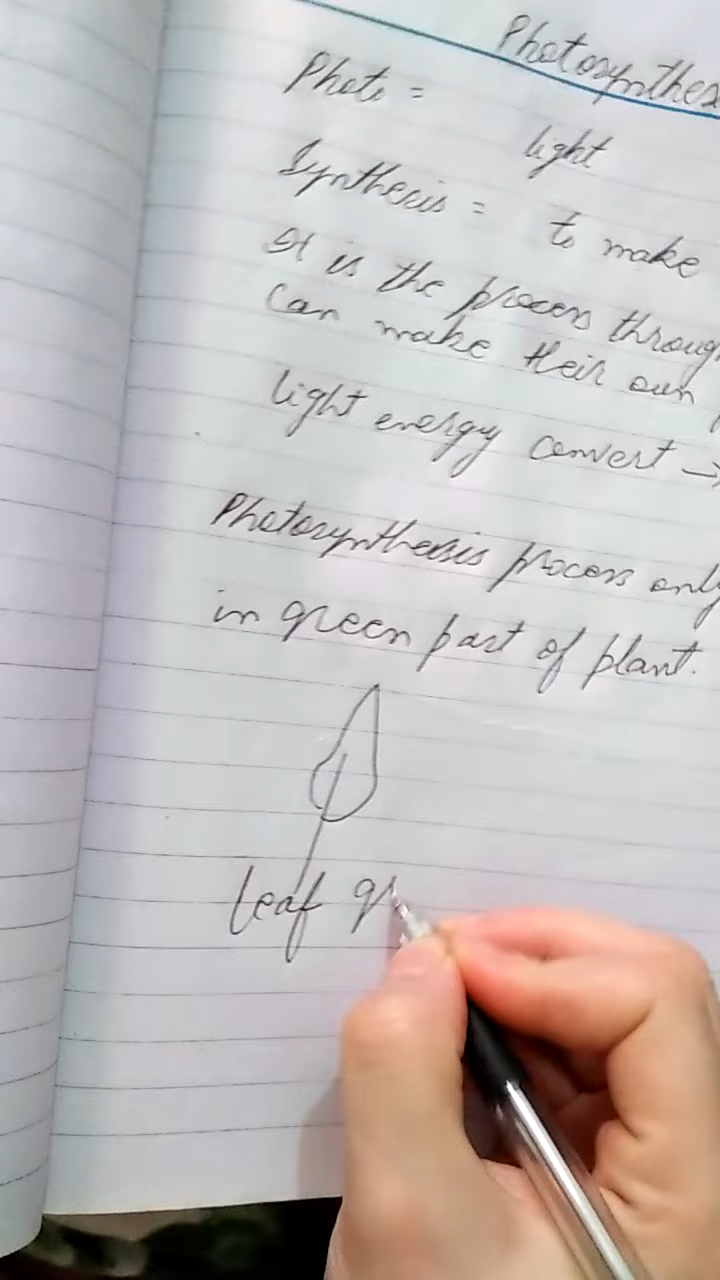 Photosynthes
Photo =
light
Synthesis =
to make
It is the process throug
Can make their own
light energy convert →
Photosynthesis process only
in green part of plant.
leaf gr